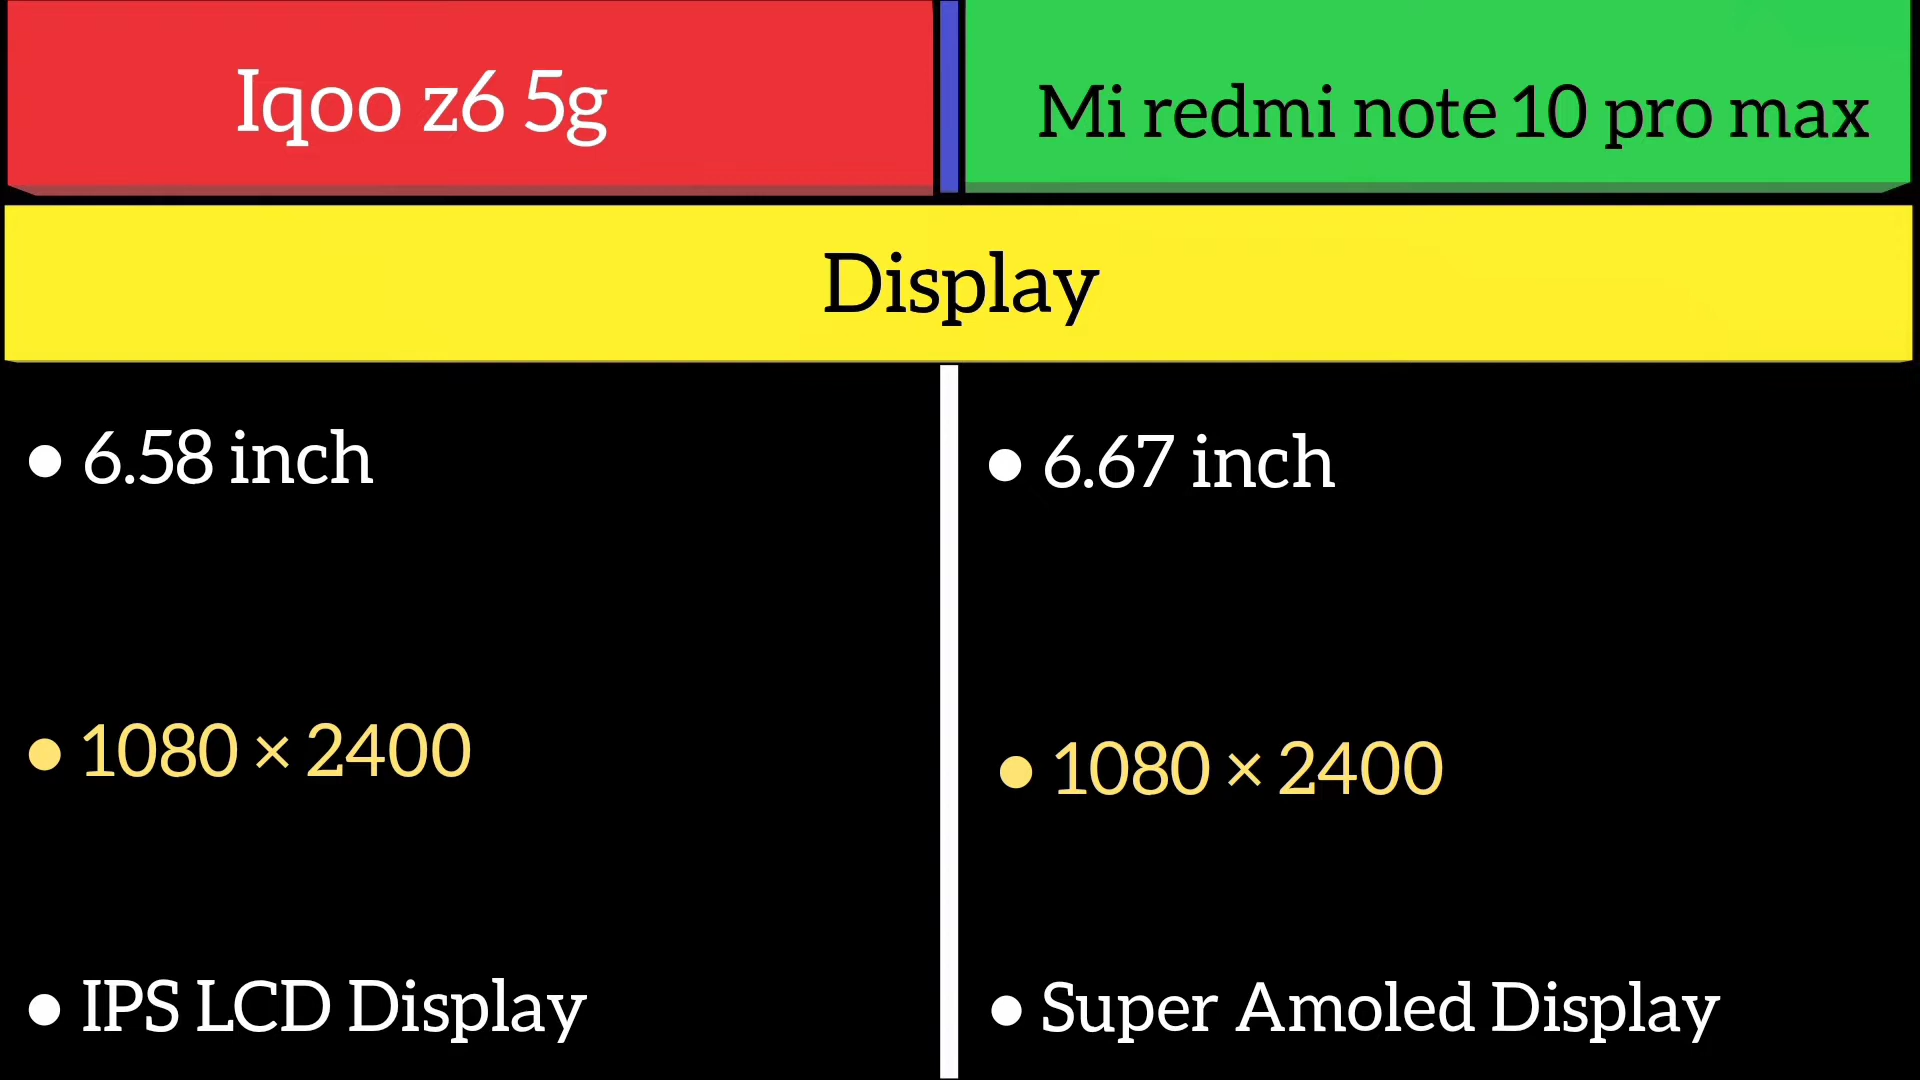 Iqoo z6 5g
Mi redmi note 10 pro max
Display
• 6.58 inch
• 6.67 inch
• 1080 × 2400
• 1080 × 2400
• IPS LCD Display
• Super Amoled Display